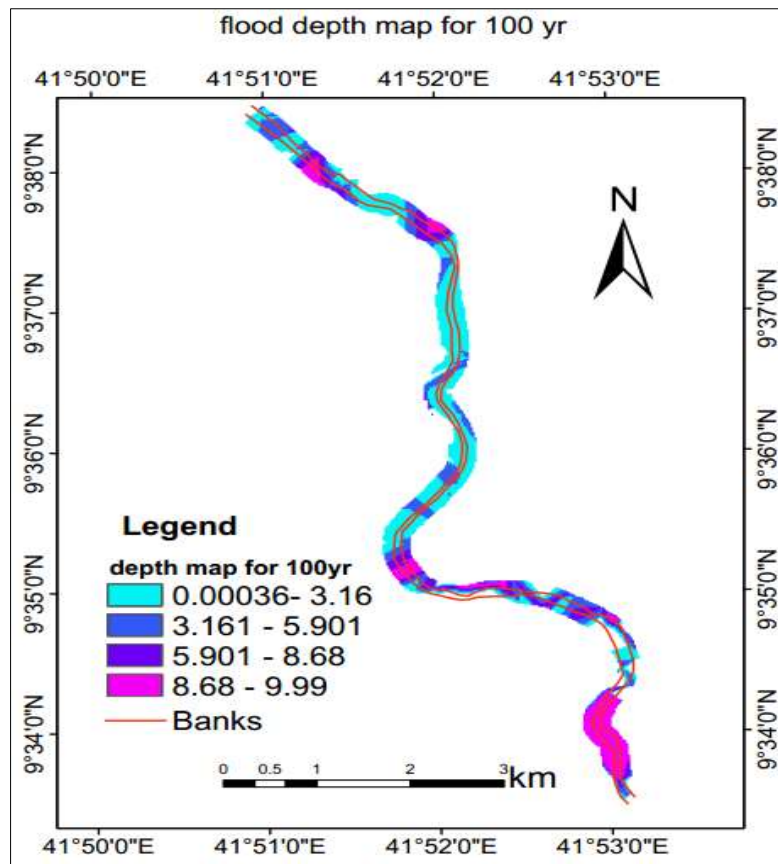 flood depth map for 100 yr
41°50'0"E 41°51'0"E 41°52'0"E 41°53'0"E
9°38'0"N 9°38'0"N
N
9°37'0"N 9°37'0"N
9°36'0"N 9°36'0"N
Legend
depth map for 100yr
9°35'0"N 9°35'0"N
0.00036- 3.16
3.161 - 5.901
5.901 - 8.68
8.68 - 9.99
Banks
9°34'0"N 9°34'0"N
0 0.5 1 2 3 km
41°50'0"E 41°51'0"E 41°52'0"E 41°53'0"E